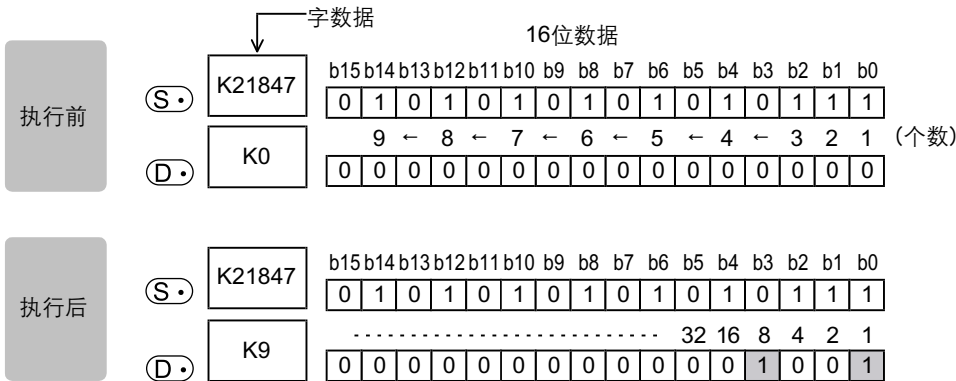 字数据
16位数据
执行前
S·
K21847
b15 b14 b13 b12 b11 b10 b9 b8 b7 b6 b5 b4 b3 b2 b1 b0
0 1 0 1 0 1 0 1 0 1 0 1 0 1 1 1
9 ← 8 ← 7 ← 6 ← 5 ← 4 ← 3 2 1 (个数)
D·
K0
0 0 0 0 0 0 0 0 0 0 0 0 0 0 0 0
执行后
S·
K21847
b15 b14 b13 b12 b11 b10 b9 b8 b7 b6 b5 b4 b3 b2 b1 b0
0 1 0 1 0 1 0 1 0 1 0 1 0 1 1 1
32 16 8 4 2 1
D·
K9
0 0 0 0 0 0 0 0 0 0 0 0 1 0 0 1